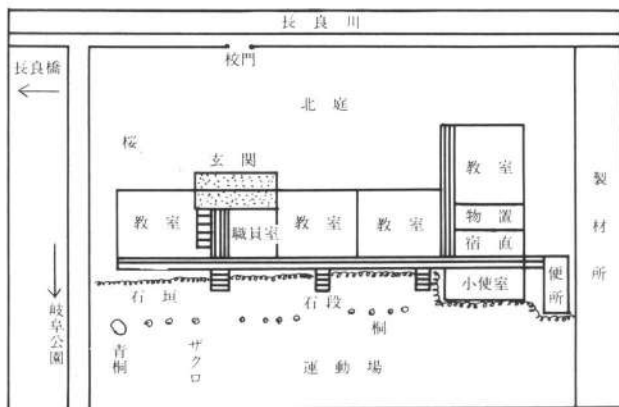 長良川
校門
長良橋
北庭
桜
玄関
教室
教室
職員室
教室
教室
物置
宿直
製材所
小使室
便所
石垣
石段
岐阜公園
青桐
ザクロ
桐
運動場